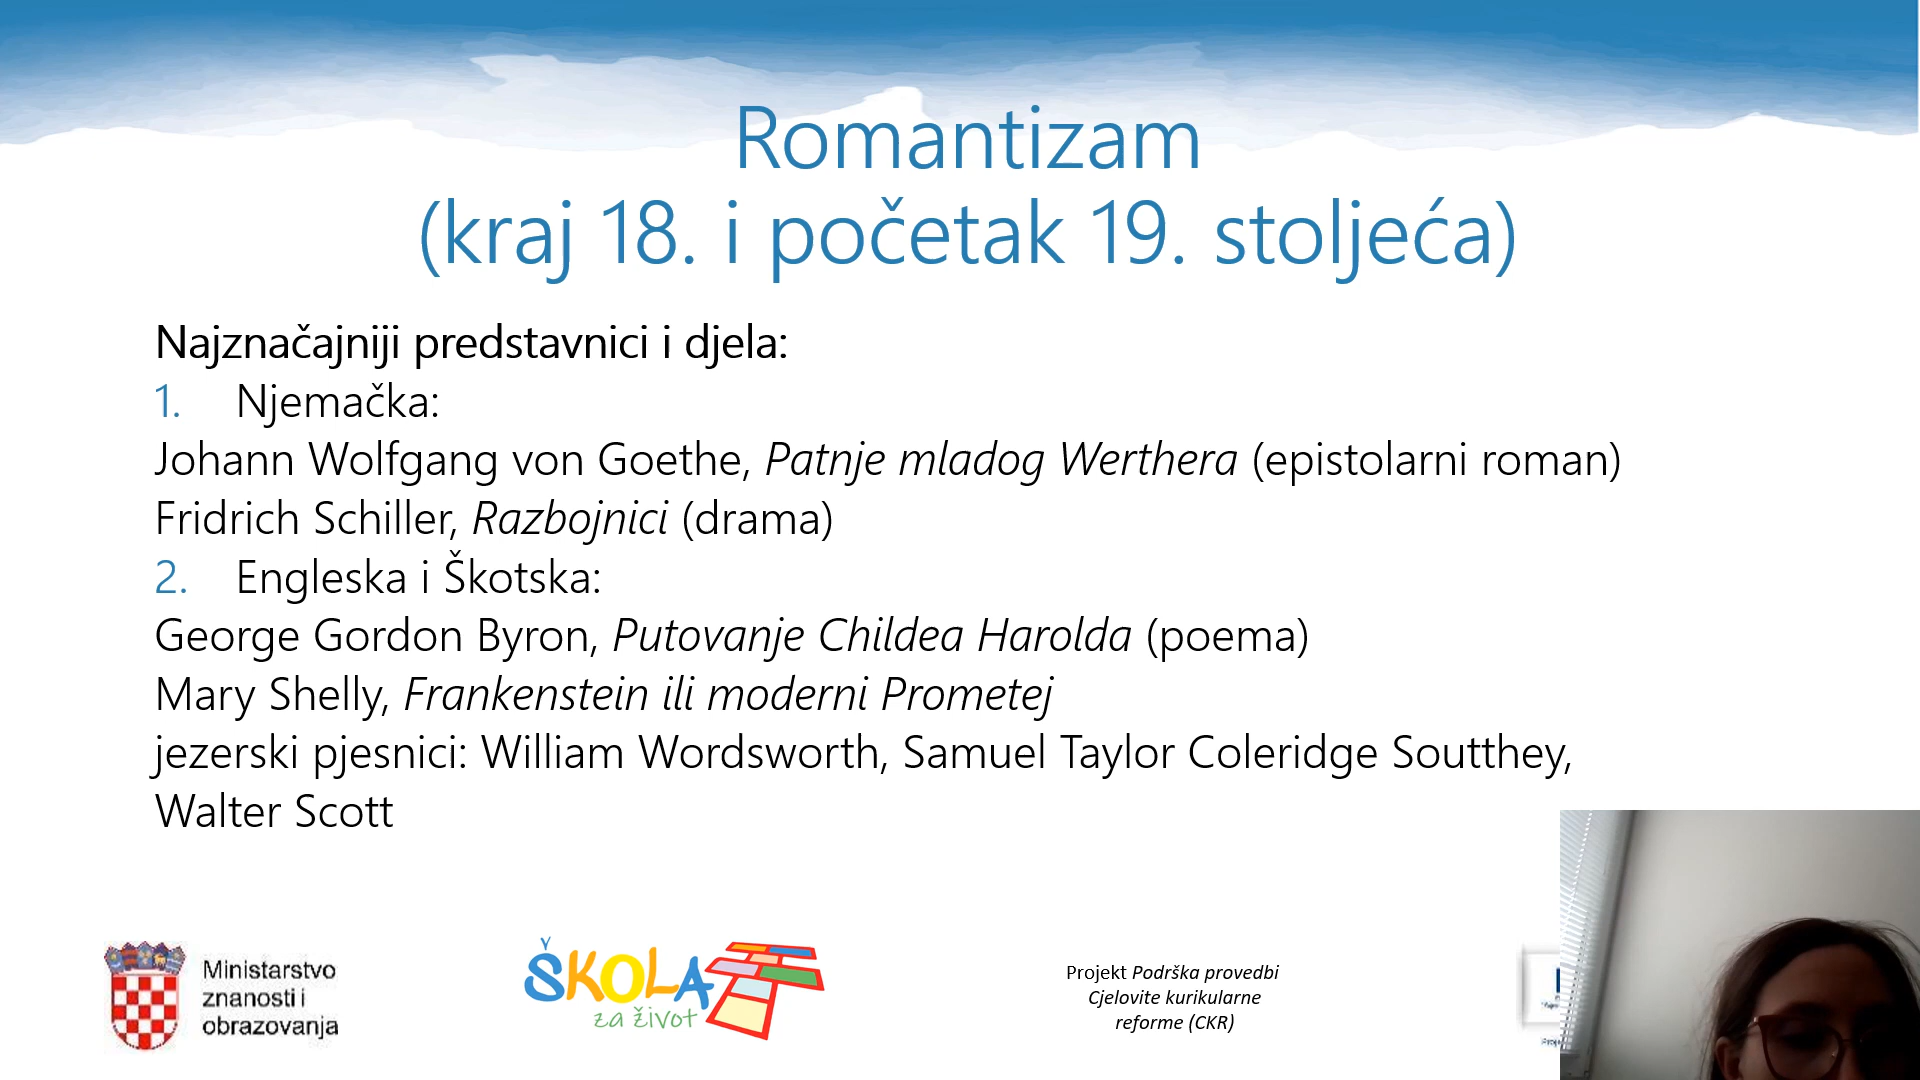 Romantizam
(kraj 18. i početak 19. stoljeća)
Najznačajniji predstavnici i djela:
1. Njemačka:
Johann Wolfgang von Goethe, Patnje mladog Werthera (epistolarni roman)
Fridrich Schiller, Razbojnici (drama)
2. Engleska i Škotska:
George Gordon Byron, Putovanje Childea Harolda (poema)
Mary Shelly, Frankenstein ili moderni Prometej
jezerski pjesnici: William Wordsworth, Samuel Taylor Coleridge Soutthey,
Walter Scott
Ministarstvo
znanosti i
obrazovanja
ŠKOLA
za život
Projekt Podrška provedbi
Cjelovite kurikularne
reforme (CKR)